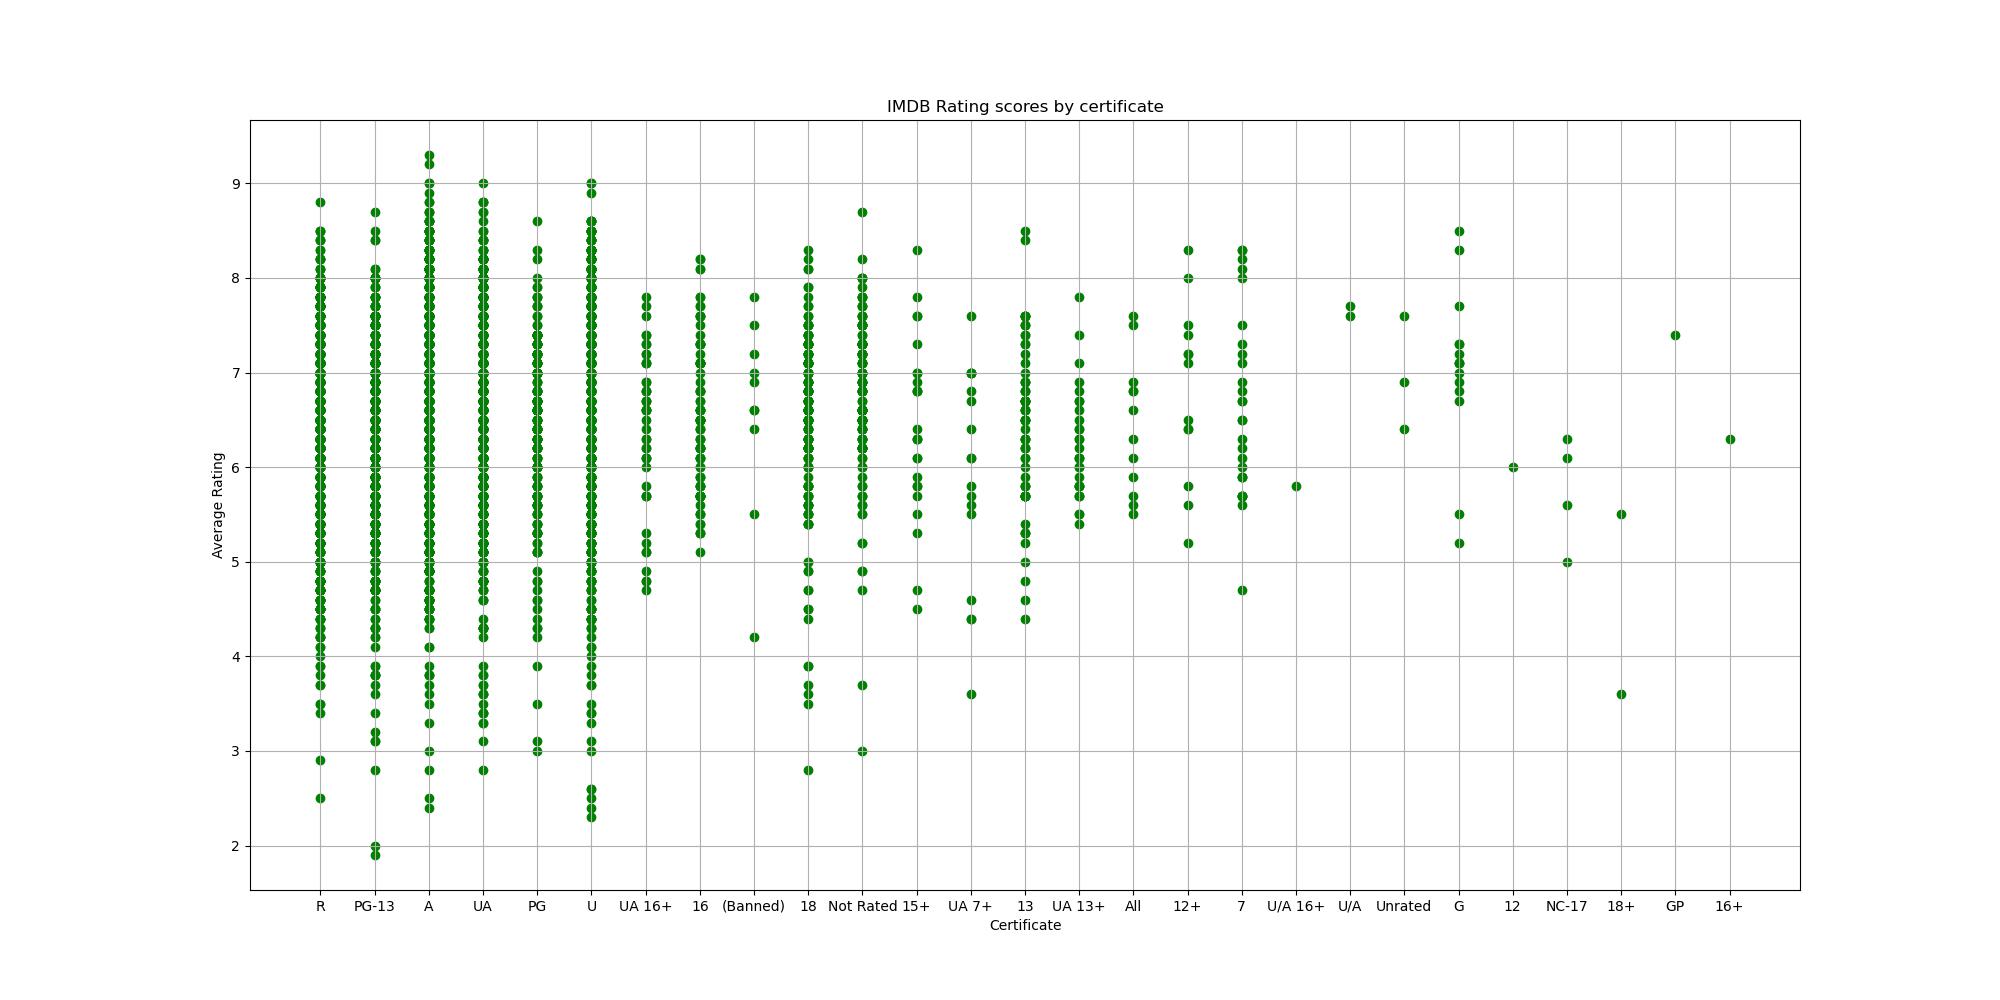 IMDB Rating scores by certificate
Average Rating
9
8
7
6
5
4
3
2
R PG-13 A UA PG U UA 16+ 16 (Banned) 18 Not Rated 15+ UA 7+ 13 UA 13+ All 12+ 7 U/A 16+ U/A Unrated G 12 NC-17 18+ GP 16+
Certificate